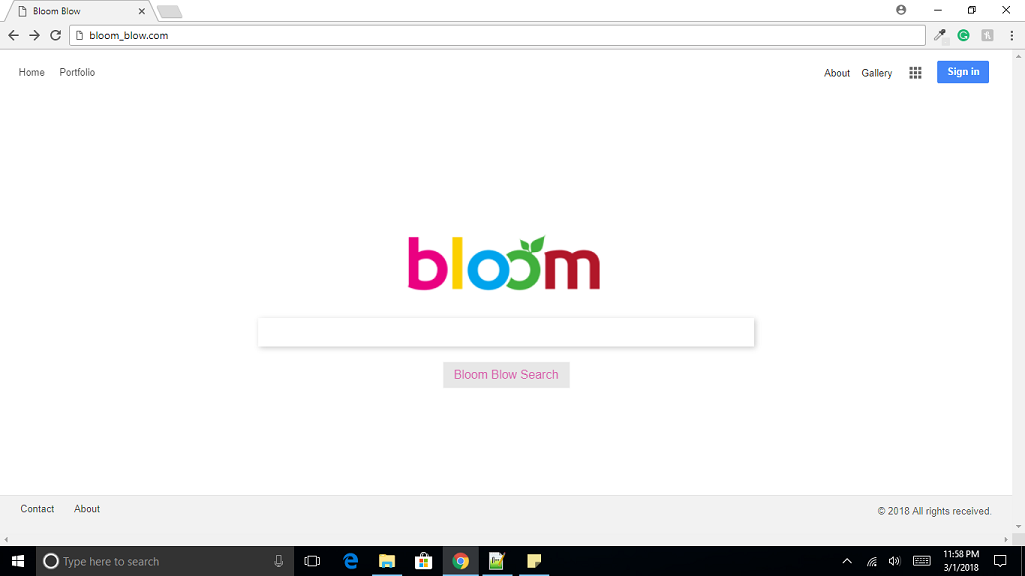 Bloom Blow
bloom_blow.com
Home Portfolio About Gallery Sign in
bloom
Bloom Blow Search
Contact About © 2018 All rights received.
Type here to search
11:58 PM
3/1/2018